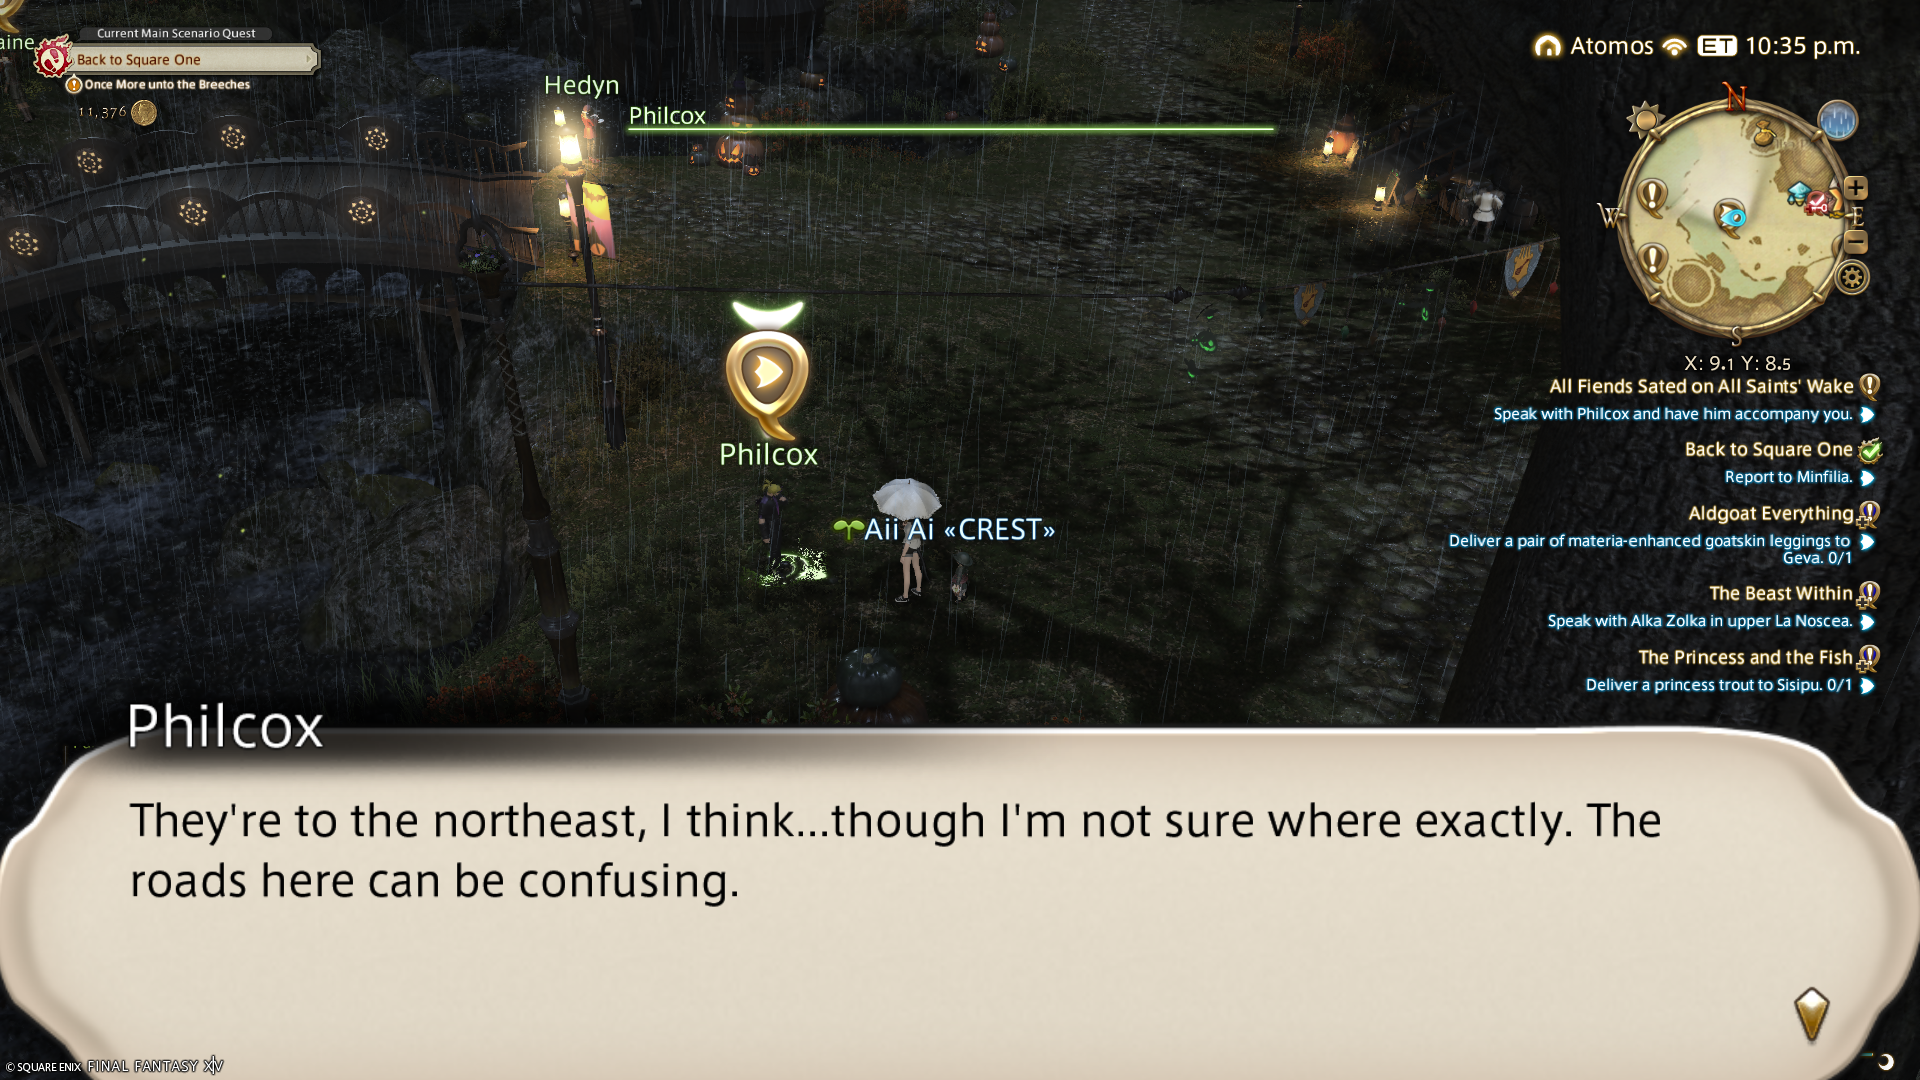 aine
Current Main Scenario Quest
Back to Square One
Once More unto the Breeches
11,376
Hedyn
Philcox
Atomos ET 10:35 p.m.
N
W
E
S
X: 9.1 Y: 8.5
All Fiends Sated on All Saints' Wake
Speak with Philcox and have him accompany you.
Back to Square One
Report to Minfilia.
Aldgoat Everything
Deliver a pair of materia-enhanced goatskin leggings to
Geva. 0/1
The Beast Within
Speak with Alka Zolka in upper La Noscea.
The Princess and the Fish
Deliver a princess trout to Sisipu. 0/1
Philcox
Aii Ai «CREST»
Philcox
They're to the northeast, I think...though I'm not sure where exactly. The
roads here can be confusing.
© SQUARE ENIX FINAL FANTASY XIV